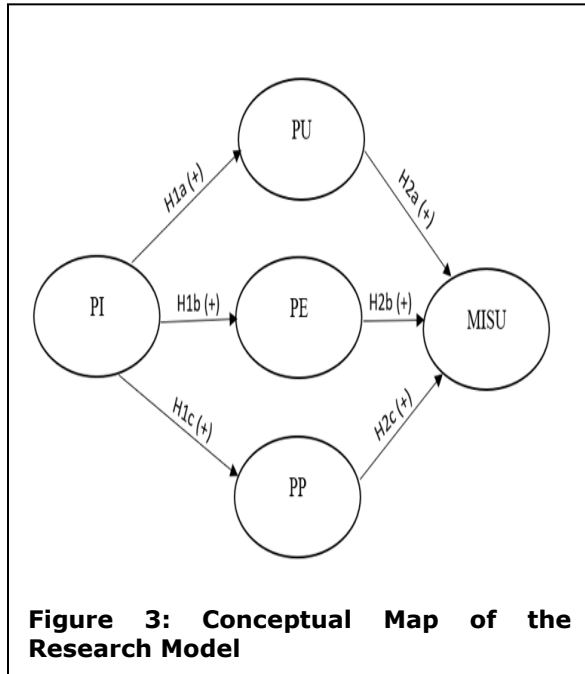 PU
H1a (+)
H2a (+)
PI
H1b (+)
PE
H2b (+)
MISU
H1c (+)
H2c (+)
PP
Figure 3: Conceptual Map of the
Research Model